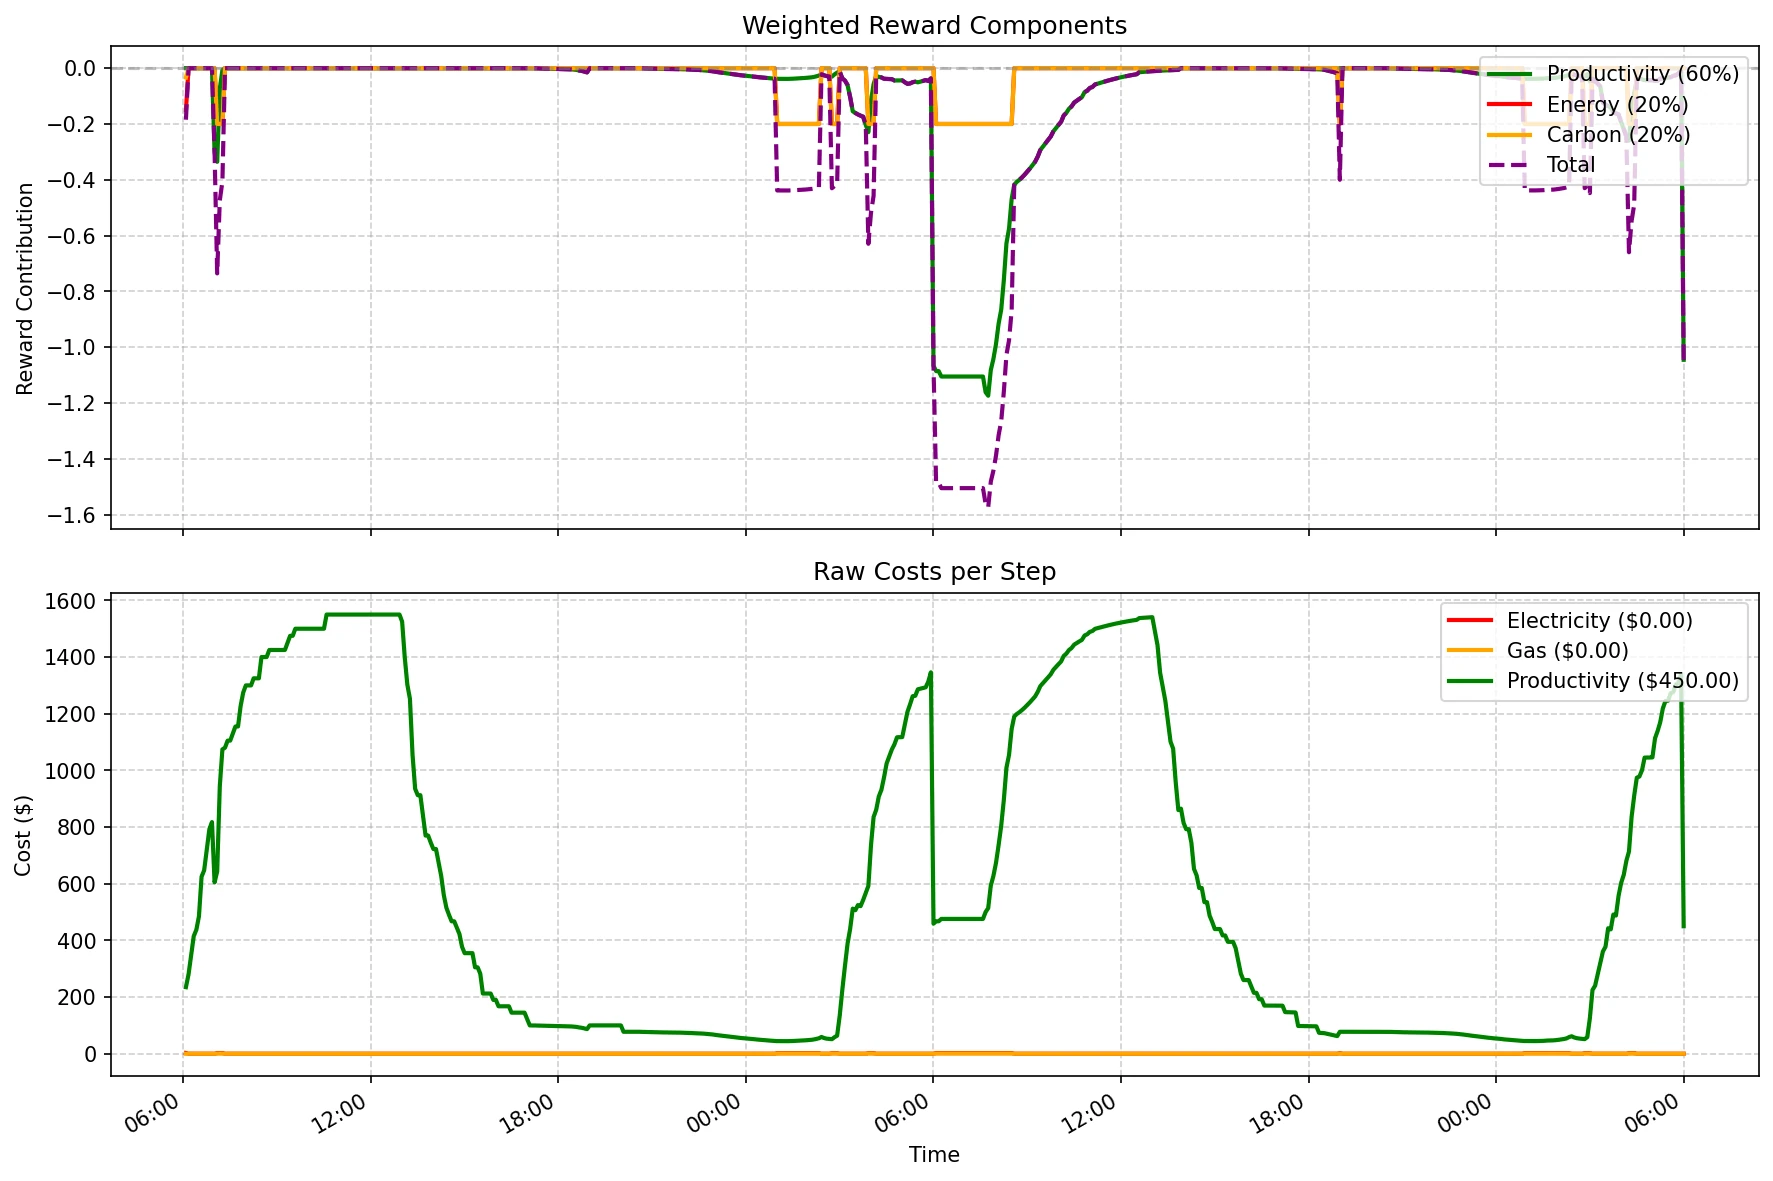 Weighted Reward Components
Reward Contribution
0.0
−0.2
−0.4
−0.6
−0.8
−1.0
−1.2
−1.4
−1.6
Productivity (60%)
Energy (20%)
Carbon (20%)
Total
Raw Costs per Step
Cost ($)
1600
1400
1200
1000
800
600
400
200
0
Electricity ($0.00)
Gas ($0.00)
Productivity ($450.00)
06:00
12:00
18:00
00:00
06:00
12:00
18:00
00:00
06:00
Time